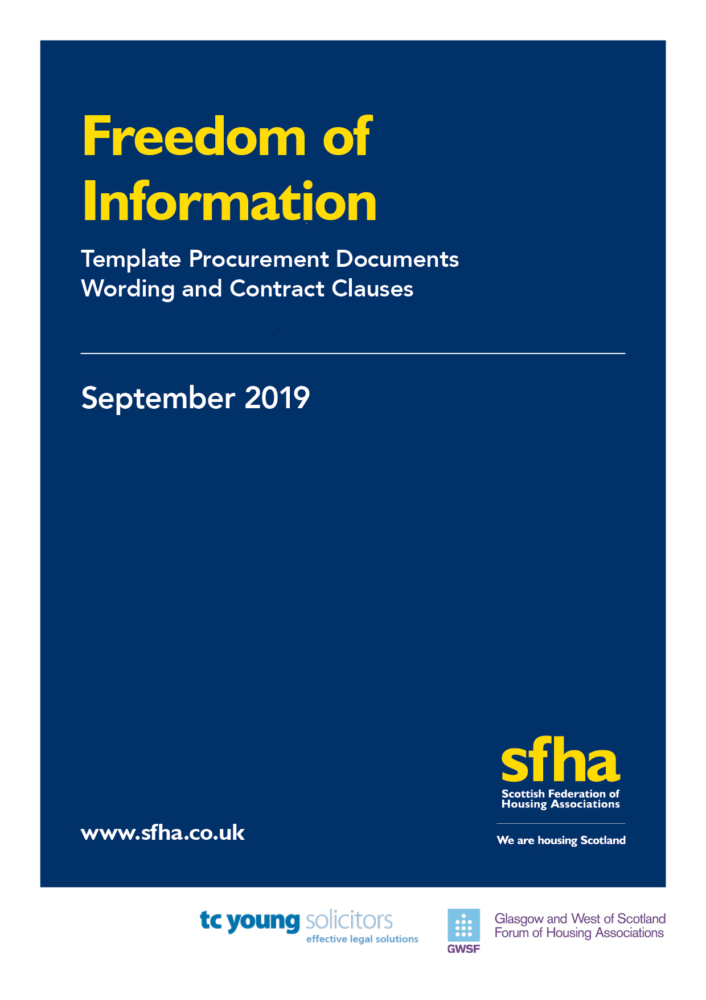 Freedom of
Information
Template Procurement Documents
Wording and Contract Clauses
September 2019
sfha
Scottish Federation of
Housing Associations
www.sfha.co.uk
We are housing Scotland
tc young solicitors
effective legal solutions
GWSF
Glasgow and West of Scotland
Forum of Housing Associations